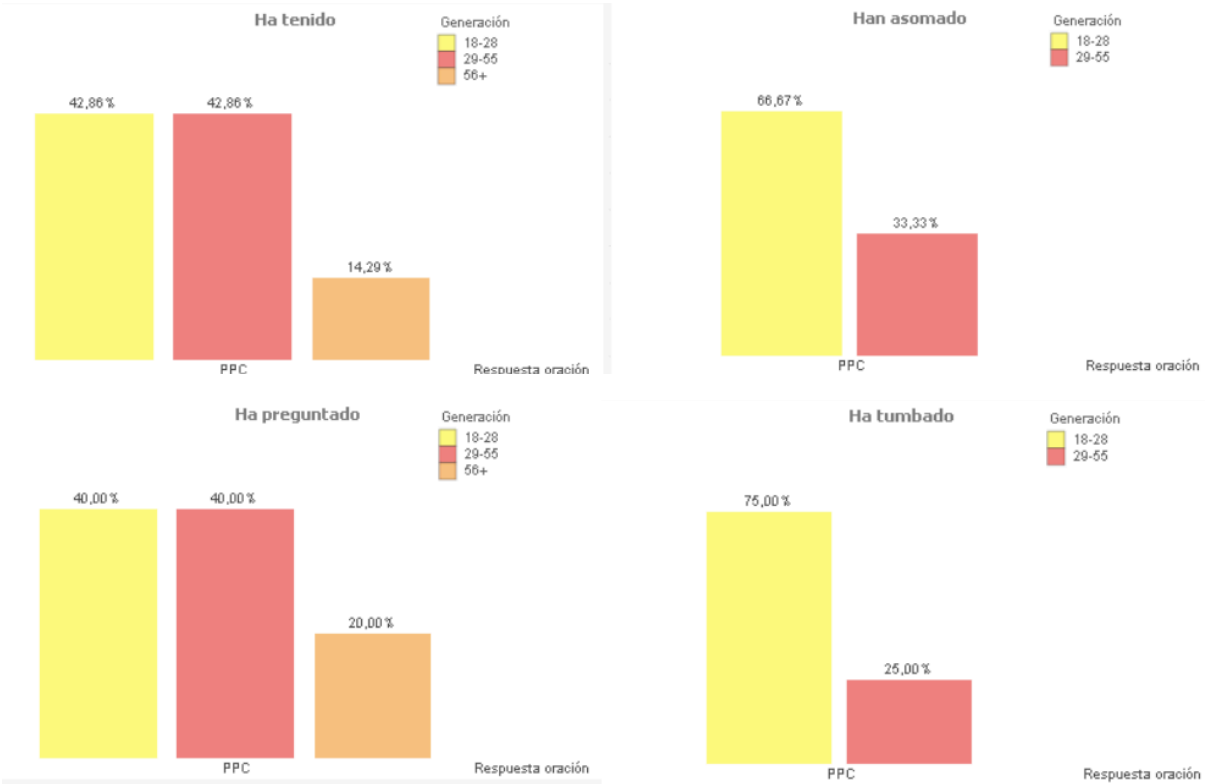 Ha tenido
Generación
18-28
29-55
56+
42,86 %
42,86 %
14,29 %
PPC
Respuesta oración
Han asomado
Generación
18-28
29-55
66,67 %
33,33 %
PPC
Respuesta oración
Ha preguntado
Generación
18-28
29-55
56+
40,00 %
40,00 %
20,00 %
PPC
Respuesta oración
Ha tumbado
Generación
18-28
29-55
75,00 %
25,00 %
PPC
Respuesta oración